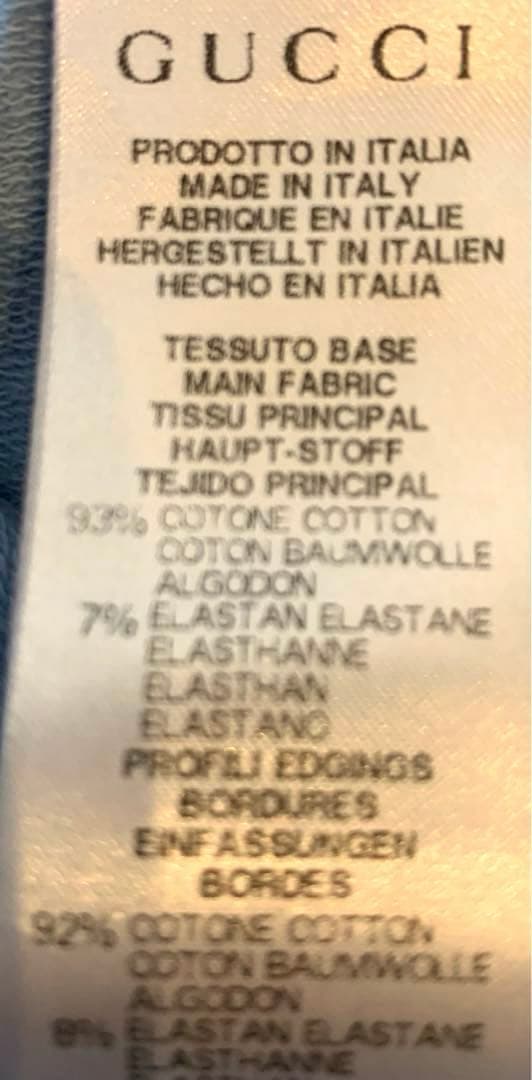 GUCCI
PRODOTTO IN ITALIA
MADE IN ITALY
FABRIQUE EN ITALIE
HERGESTELLT IN ITALIEN
HECHO EN ITALIA
TESSUTO BASE
MAIN FABRIC
TISSU PRINCIPAL
HAUPT-STOFF
TEJIDO PRINCIPAL
93% COTONE COTTON
COTON BAUMWOLLE
ALGODON
7% ELASTAN ELASTANE
ELASTHANNE
ELASTHAN
ELASTANO
PROFILI EDGINGS
BORDURES
EINFASSUNGEN
BORDES
92% COTONE COTTON
COTON BAUMWOLLE
ALGODON
8% ELASTAN ELASTANE
ELASTHANNE